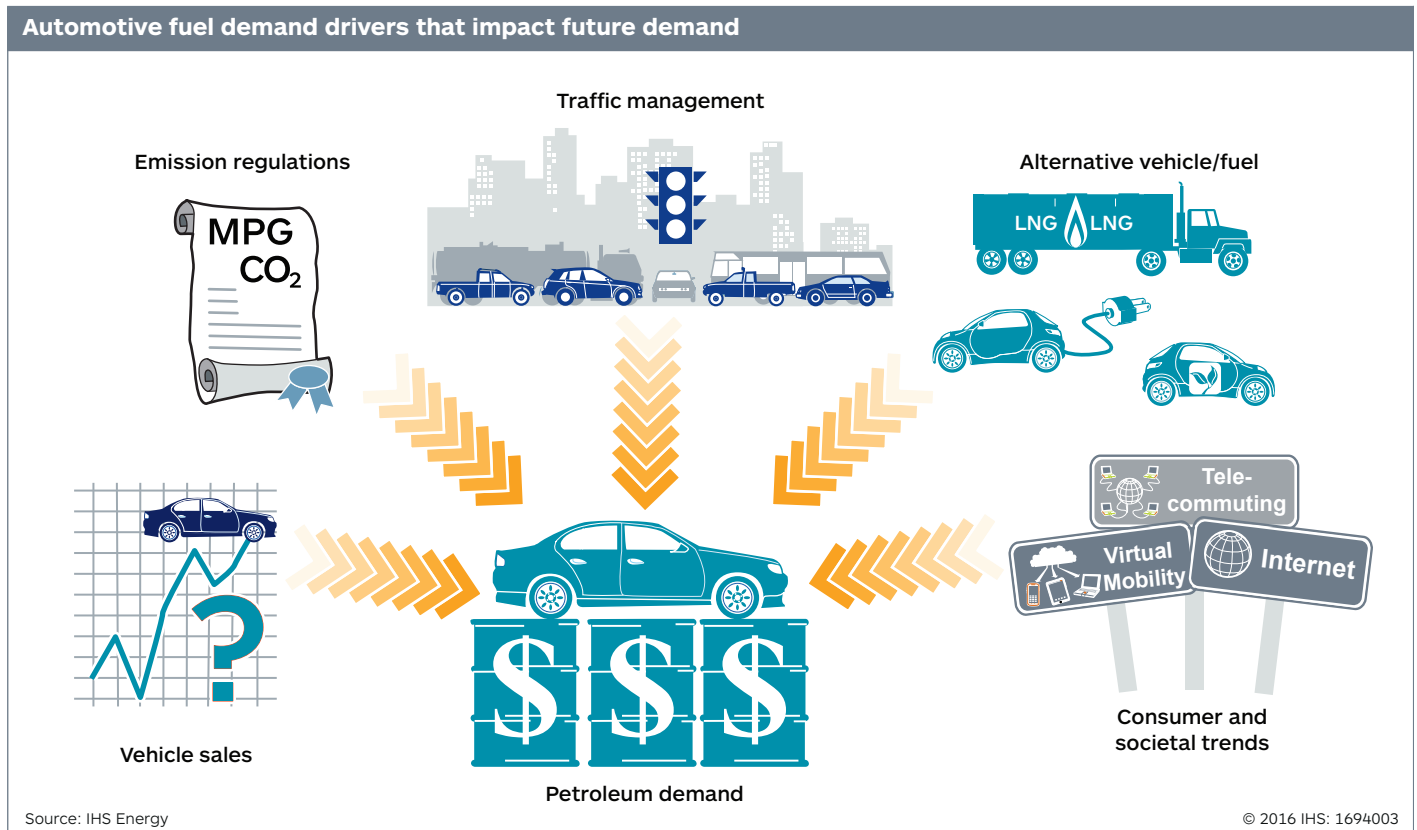 Automotive fuel demand drivers that impact future demand
Traffic management
Emission regulations
MPG
CO₂
Alternative vehicle/fuel
LNG LNG
Tele-
commuting
Virtual
Mobility
Internet
?
$ $ $
Vehicle sales
Consumer and
societal trends
Petroleum demand
Source: IHS Energy
© 2016 IHS: 1694003